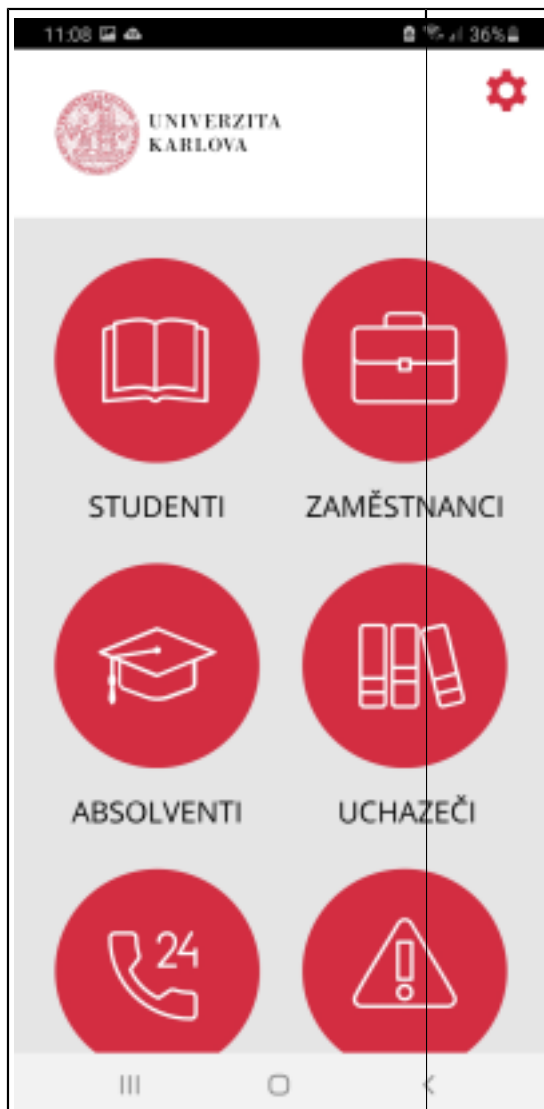 11:08
36%
UNIVERZITA
KARLOVA
STUDENTI
ZAMĚSTNANCI
ABSOLVENTI
UCHAZEČI
24